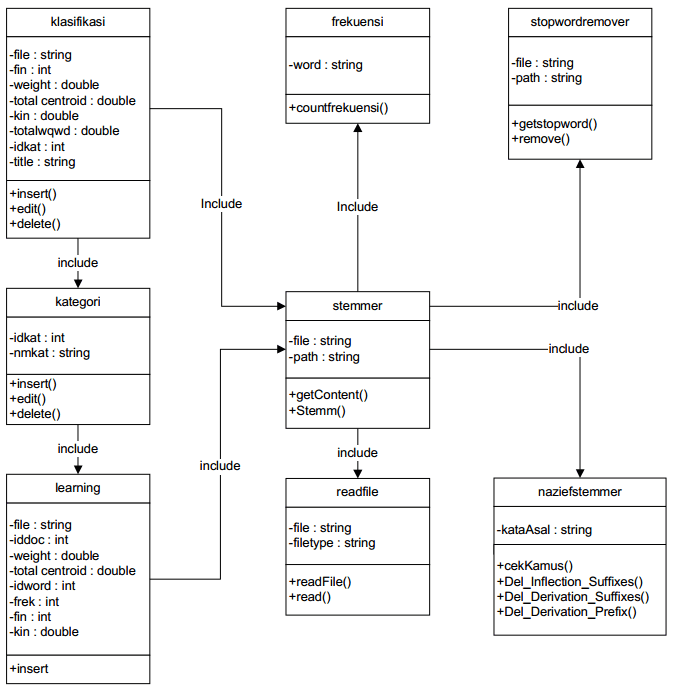 klasifikasi
-file : string
-fin : int
-weight : double
-total centroid : double
-kin : double
-totalwqwd : double
-idkat : int
-title : string
+insert()
+edit()
+delete()
frekuensi
-word : string
+countfrekuensi()
stopwordremover
-file : string
-path : string
+getstopword()
+remove()
Include
Include
include
kategori
-idkat : int
-nmkat : string
+insert()
+edit()
+delete()
stemmer
-file : string
-path : string
+getContent()
+Stemm()
include
include
include
include
include
learning
-file : string
-iddoc : int
-weight : double
-total centroid : double
-idword : int
-frek : int
-fin : int
-kin : double
+insert
readfile
-file : string
-filetype : string
+readFile()
+read()
naziefstemmer
-kataAsal : string
+cekKamus()
+Del_Inflection_Suffixes()
+Del_Derivation_Suffixes()
+Del_Derivation_Prefix()